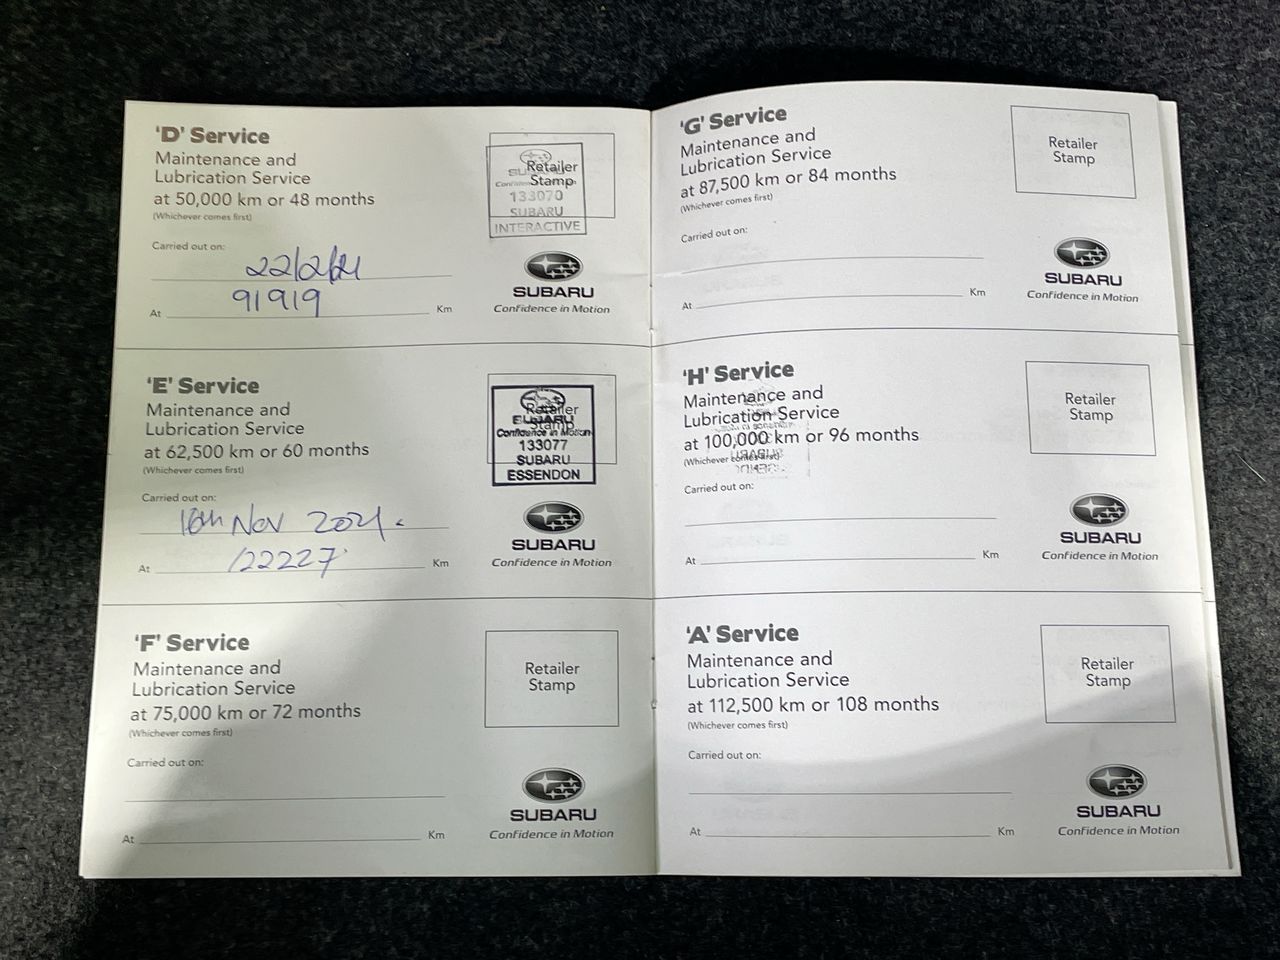 'D' Service
Maintenance and
Lubrication Service
at 50,000 km or 48 months
(Whichever comes first)
Retailer
Stamp
133070
SUBARU
INTERACTIVE
Carried out on:
22/2/21
At 91919 Km
SUBARU
Confidence in Motion
'E' Service
Maintenance and
Lubrication Service
at 62,500 km or 60 months
(Whichever comes first)
Retailer
Stamp
SUBARU
Confidence in Motion
133077
SUBARU
ESSENDON
Carried out on:
16th Nov 2021.
At 122227 Km
SUBARU
Confidence in Motion
'F' Service
Maintenance and
Lubrication Service
at 75,000 km or 72 months
(Whichever comes first)
Retailer
Stamp
Carried out on:
At Km
SUBARU
Confidence in Motion
'G' Service
Maintenance and
Lubrication Service
at 87,500 km or 84 months
(Whichever comes first)
Retailer
Stamp
Carried out on:
At Km
SUBARU
Confidence in Motion
'H' Service
Maintenance and
Lubrication Service
at 100,000 km or 96 months
(Whichever comes first)
Retailer
Stamp
Carried out on:
At Km
SUBARU
Confidence in Motion
'A' Service
Maintenance and
Lubrication Service
at 112,500 km or 108 months
(Whichever comes first)
Retailer
Stamp
Carried out on:
At Km
SUBARU
Confidence in Motion